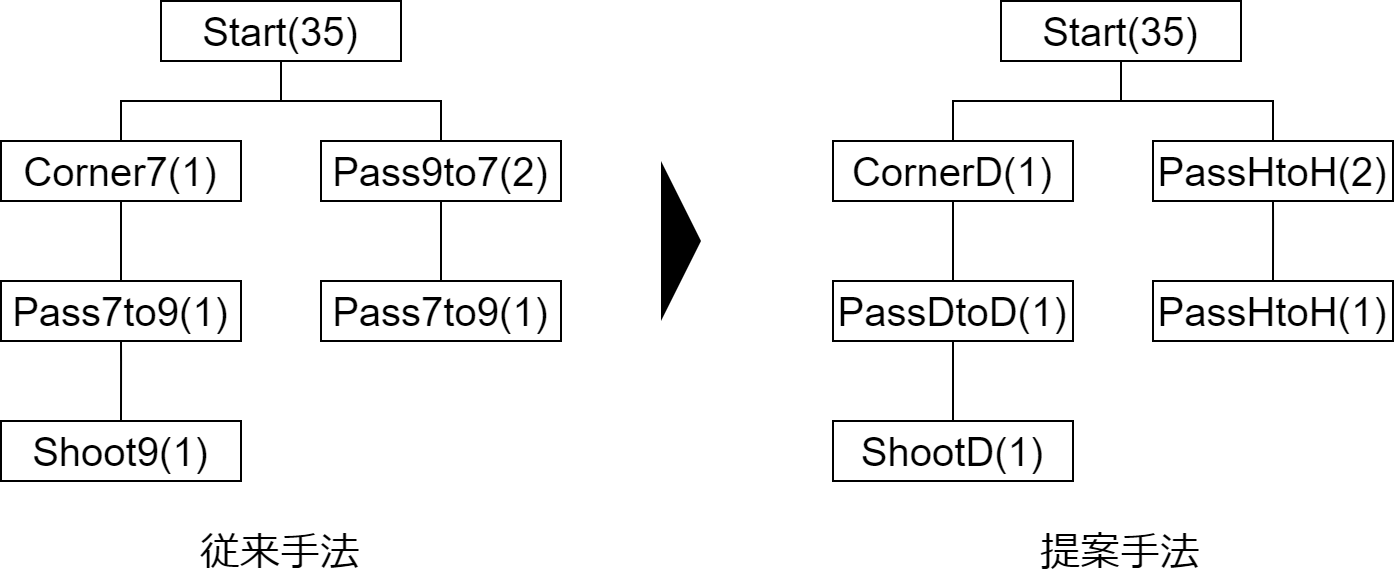 Start(35)
Corner7(1)
Pass9to7(2)
Pass7to9(1)
Pass7to9(1)
Shoot9(1)
従来手法
Start(35)
CornerD(1)
PassHtoH(2)
PassDtoD(1)
PassHtoH(1)
ShootD(1)
提案手法